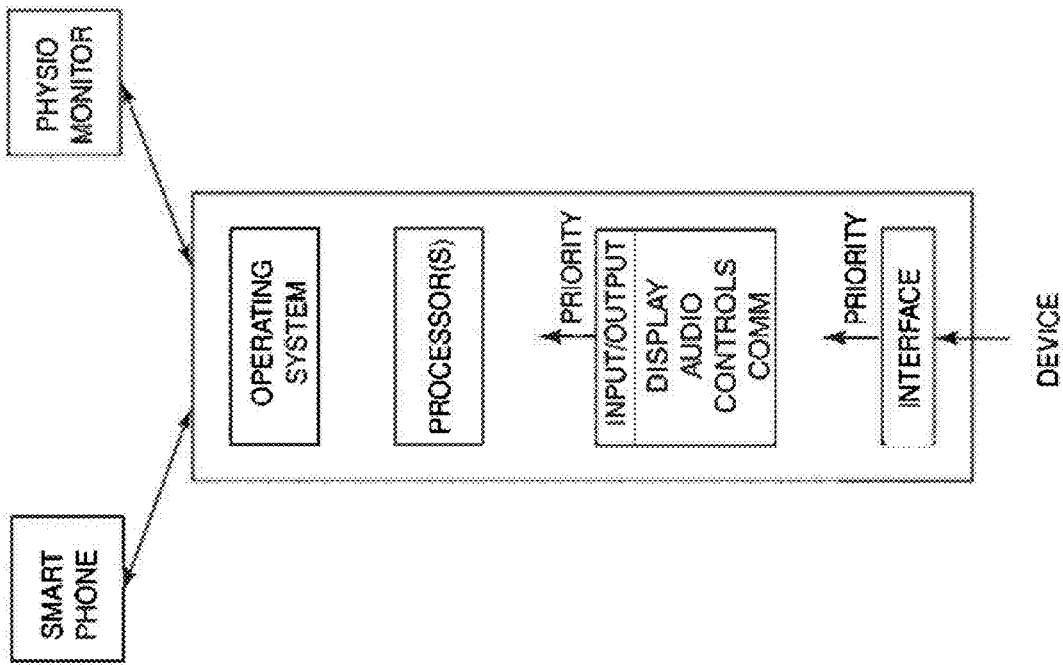 SMART
PHONE
PHYSIO
MONITOR
OPERATING
SYSTEM
PROCESSOR(S)
PRIORITY
INPUT/OUTPUT
DISPLAY
AUDIO
CONTROLS
COMM
PRIORITY
INTERFACE
DEVICE